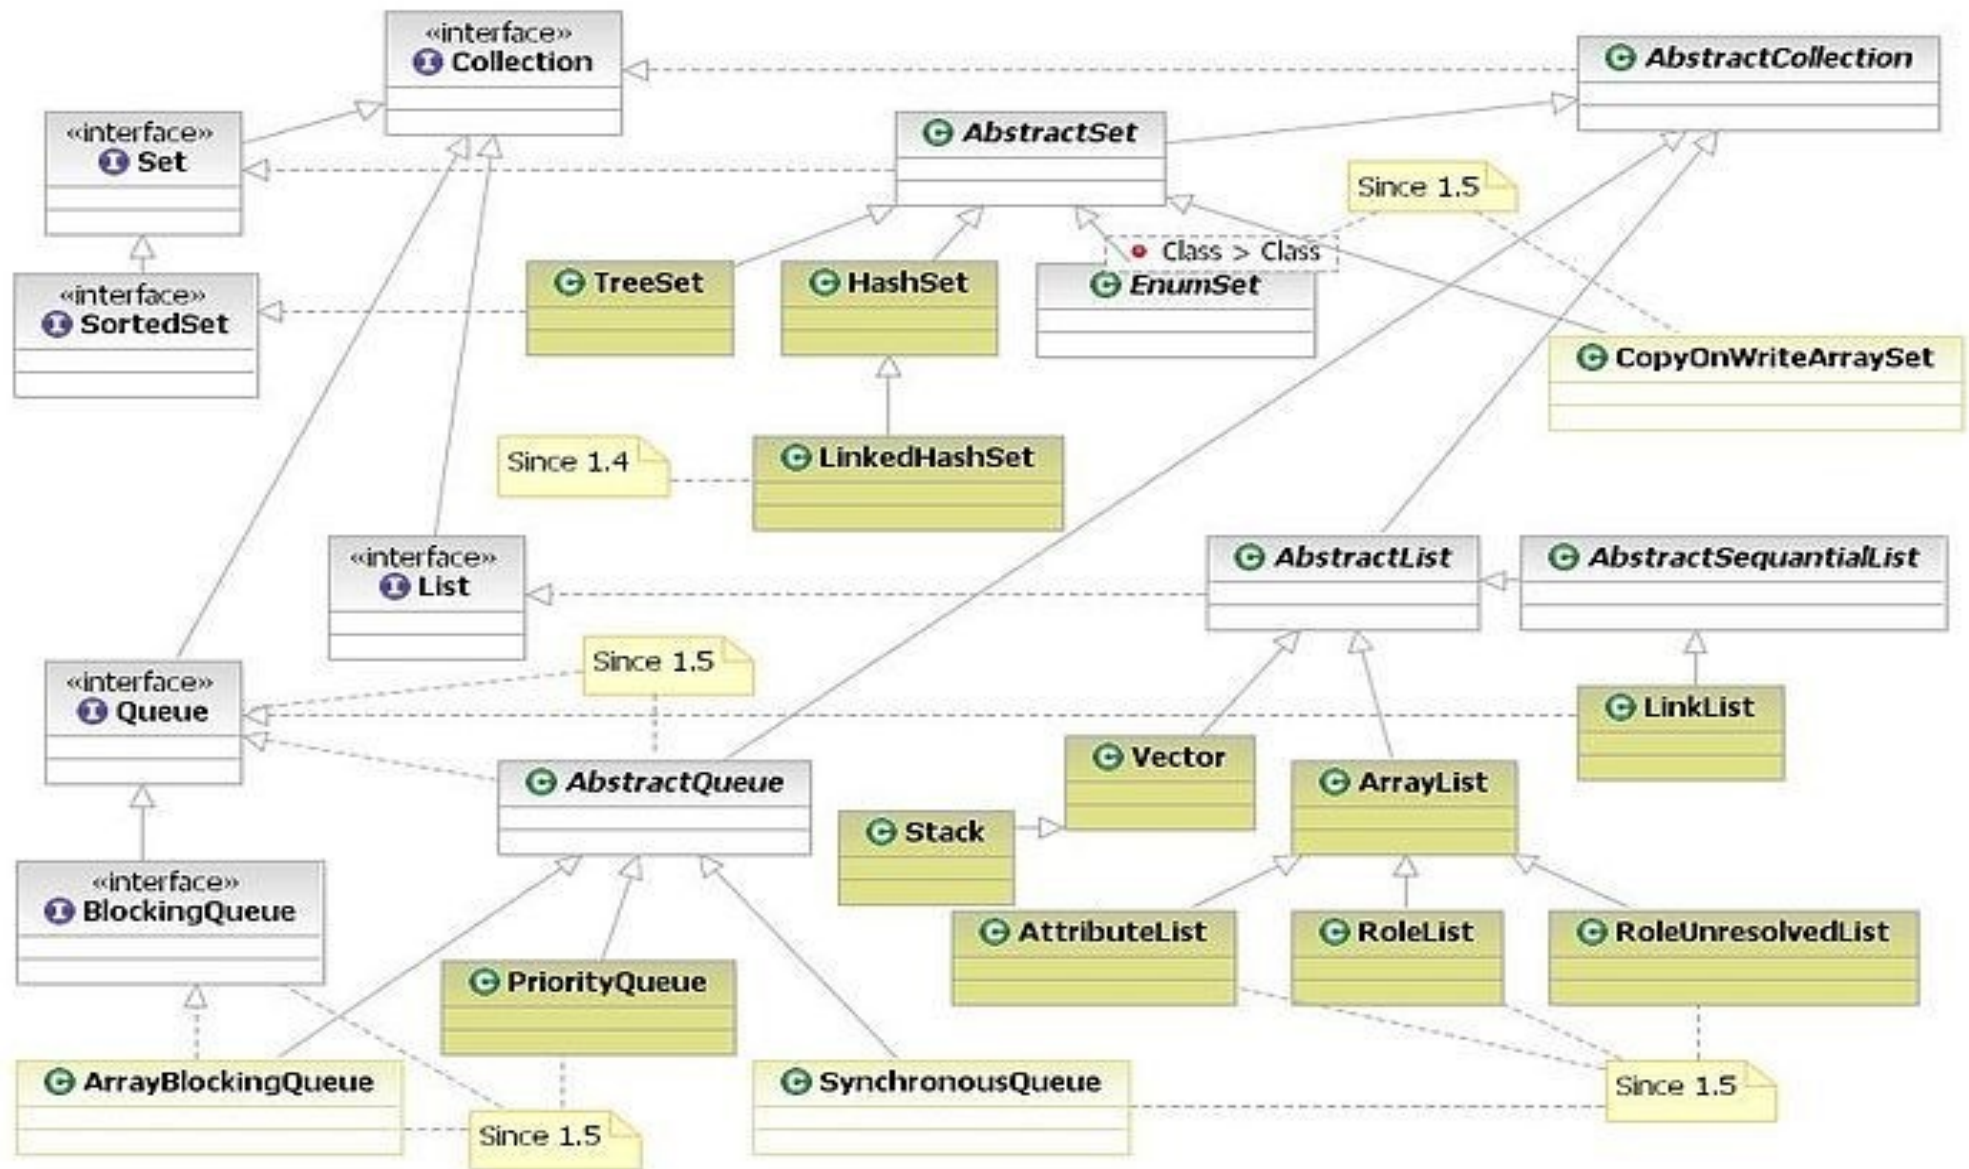 «interface»
Collection
AbstractCollection
«interface»
Set
AbstractSet
Since 1.5
Class > Class
«interface»
SortedSet
TreeSet
HashSet
EnumSet
CopyOnWriteArraySet
Since 1.4
LinkedHashSet
«interface»
List
AbstractList
AbstractSequantialList
Since 1.5
«interface»
Queue
LinkList
AbstractQueue
Vector
ArrayList
Stack
«interface»
BlockingQueue
AttributeList
RoleList
RoleUnresolvedList
PriorityQueue
ArrayBlockingQueue
SynchronousQueue
Since 1.5
Since 1.5